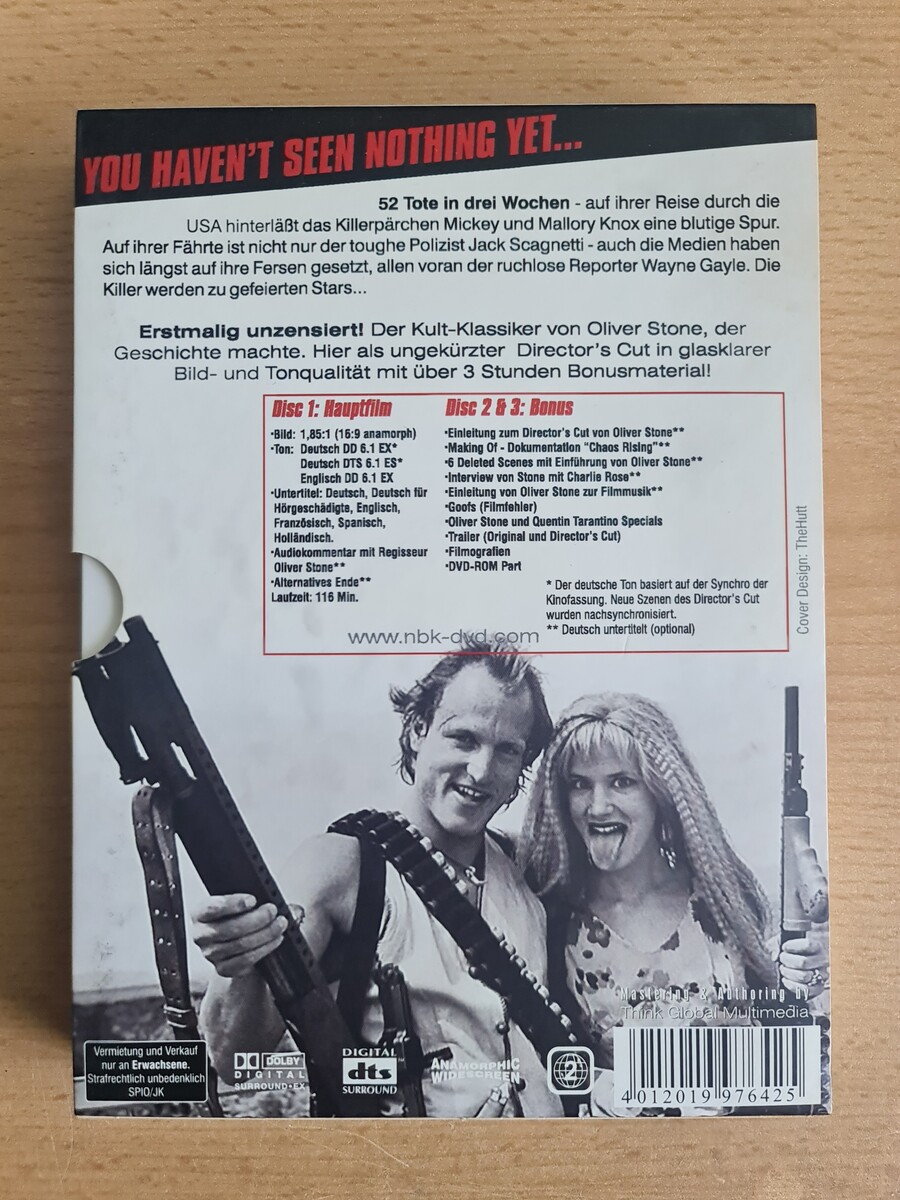 YOU HAVEN'T SEEN NOTHING YET...
52 Tote in drei Wochen - auf ihrer Reise durch die
USA hinterläßt das Killerpärchen Mickey und Mallory Knox eine blutige Spur.
Auf ihrer Fährte ist nicht nur der toughe Polizist Jack Scagnetti - auch die Medien haben
sich längst auf ihre Fersen gesetzt, allen voran der ruchlose Reporter Wayne Gayle. Die
Killer werden zu gefeierten Stars...
Erstmalig unzensiert! Der Kult-Klassiker von Oliver Stone, der
Geschichte machte. Hier als ungekürzter Director's Cut in glasklarer
Bild- und Tonqualität mit über 3 Stunden Bonusmaterial!
Disc 1: Hauptfilm
·Bild: 1,85:1 (16:9 anamorph)
·Ton: Deutsch DD 6.1 EX*
Deutsch DTS 6.1 ES*
Englisch DD 6.1 EX
·Untertitel: Deutsch, Deutsch für
Hörgeschädigte, Englisch,
Französisch, Spanisch,
Holländisch.
·Audiokommentar mit Regisseur
Oliver Stone**
·Alternatives Ende**
Laufzeit: 116 Min.
Disc 2 & 3: Bonus
·Einleitung zum Director's Cut von Oliver Stone**
·Making Of - Dokumentation "Chaos Rising"**
·6 Deleted Scenes mit Einführung von Oliver Stone**
·Interview von Stone mit Charlie Rose**
·Einleitung von Oliver Stone zur Filmmusik**
·Goofs (Filmfehler)
·Oliver Stone und Quentin Tarantino Specials
·Trailer (Original und Director's Cut)
·Filmografien
·DVD-ROM Part
* Der deutsche Ton basiert auf der Synchro der
Kinofassung. Neue Szenen des Director's Cut
wurden nachsynchronisiert.
** Deutsch untertitelt (optional)
www.nbk-dvd.com
Cover Design: TheHutt
Mastering & Authoring by
Think Global Multimedia
Vermietung und Verkauf
nur an Erwachsene.
Strafrechtlich unbedenklich
SPIO/JK
DOLBY
DIGITAL
SURROUND·EX
DIGITAL
dts
SURROUND
ANAMORPHIC
WIDESCREEN
2
4 012019 976425